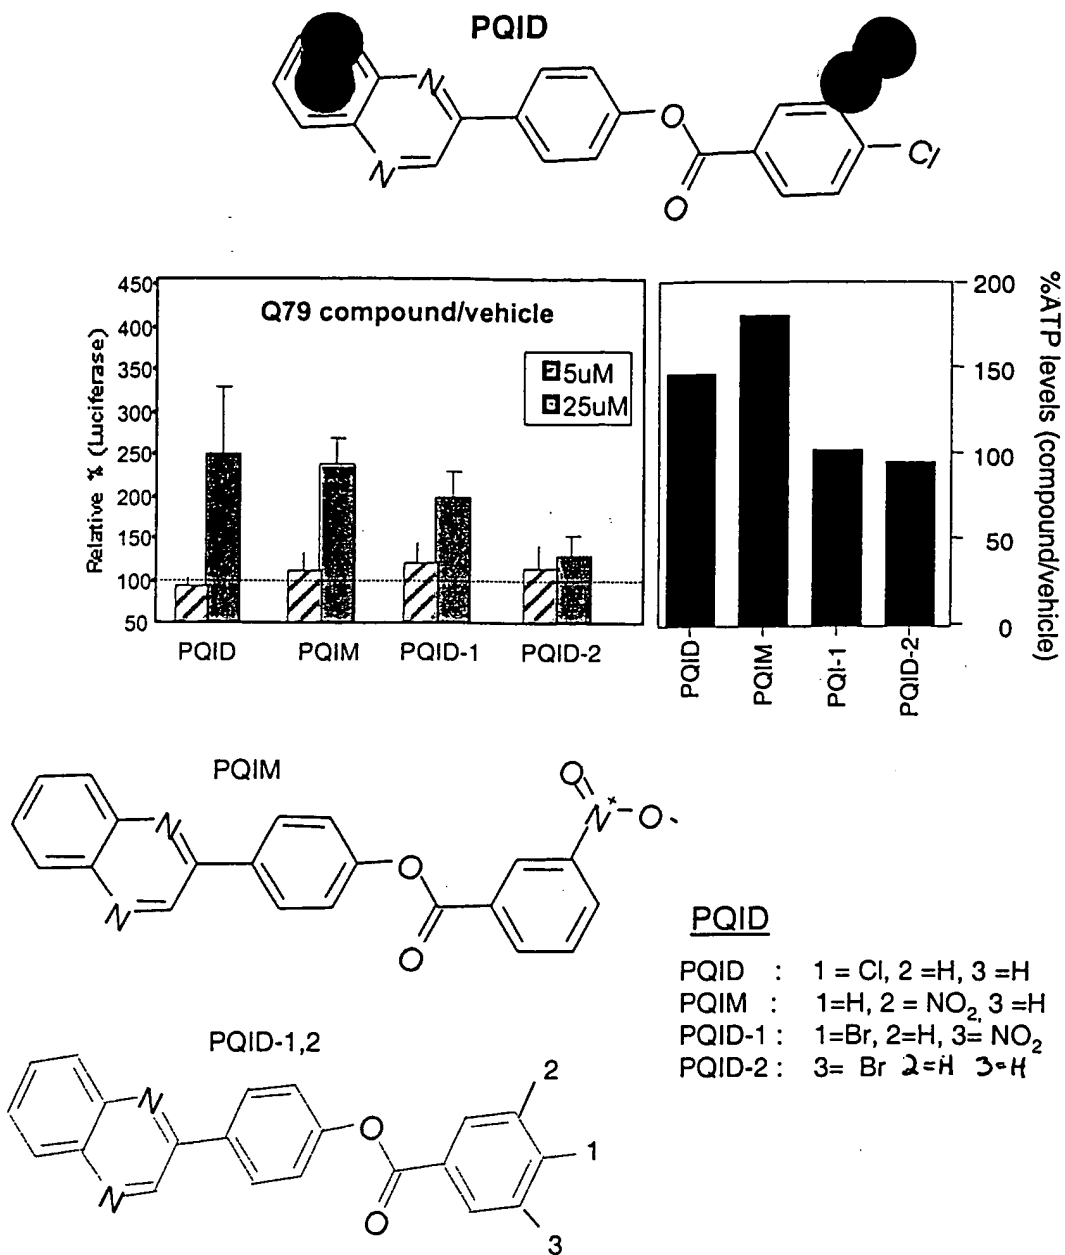 PQID
N
N
O
O
Cl
Q79 compound/vehicle
5uM
25uM
Relative % (Luciferase)
450
400
350
300
250
200
150
100
50
PQID
PQIM
PQID-1
PQID-2
200
150
100
50
0
%ATP levels (compound/vehicle)
PQID
PQIM
PQI-1
PQID-2
PQIM
N
N
O
O
O
N+
O-
PQID
PQID : 1 = Cl, 2 =H, 3 =H
PQIM : 1=H, 2 = NO2, 3 =H
PQID-1 : 1=Br, 2=H, 3= NO2
PQID-2 : 3= Br 2=H 3=H
PQID-1,2
N
N
O
O
2
1
3